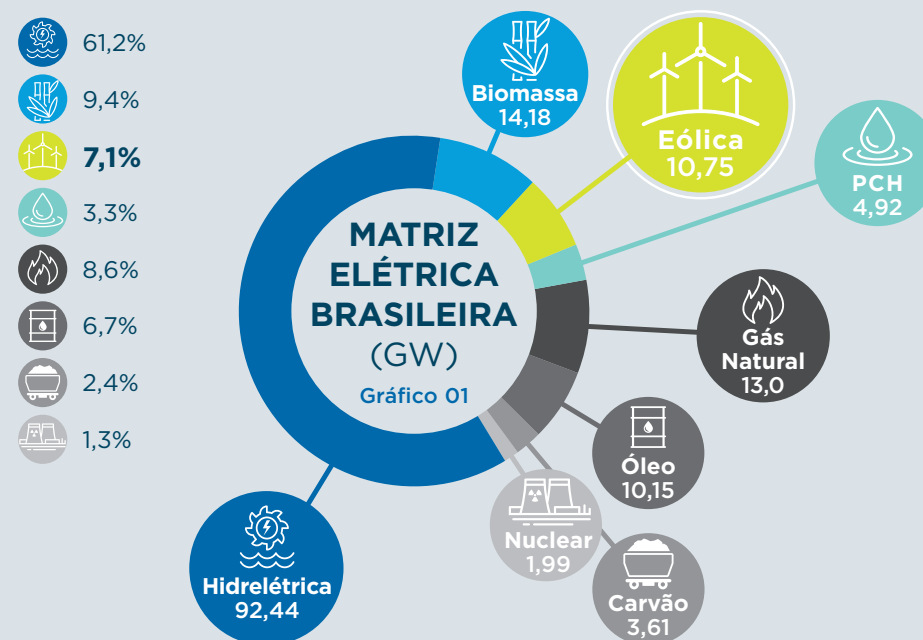 61,2%
9,4%
7,1%
3,3%
8,6%
6,7%
2,4%
1,3%
MATRIZ
ELÉTRICA
BRASILEIRA
(GW)
Gráfico 01
Biomassa
14,18
Eólica
10,75
PCH
4,92
Gás
Natural
13,0
Óleo
10,15
Carvão
3,61
Nuclear
1,99
Hidrelétrica
92,44